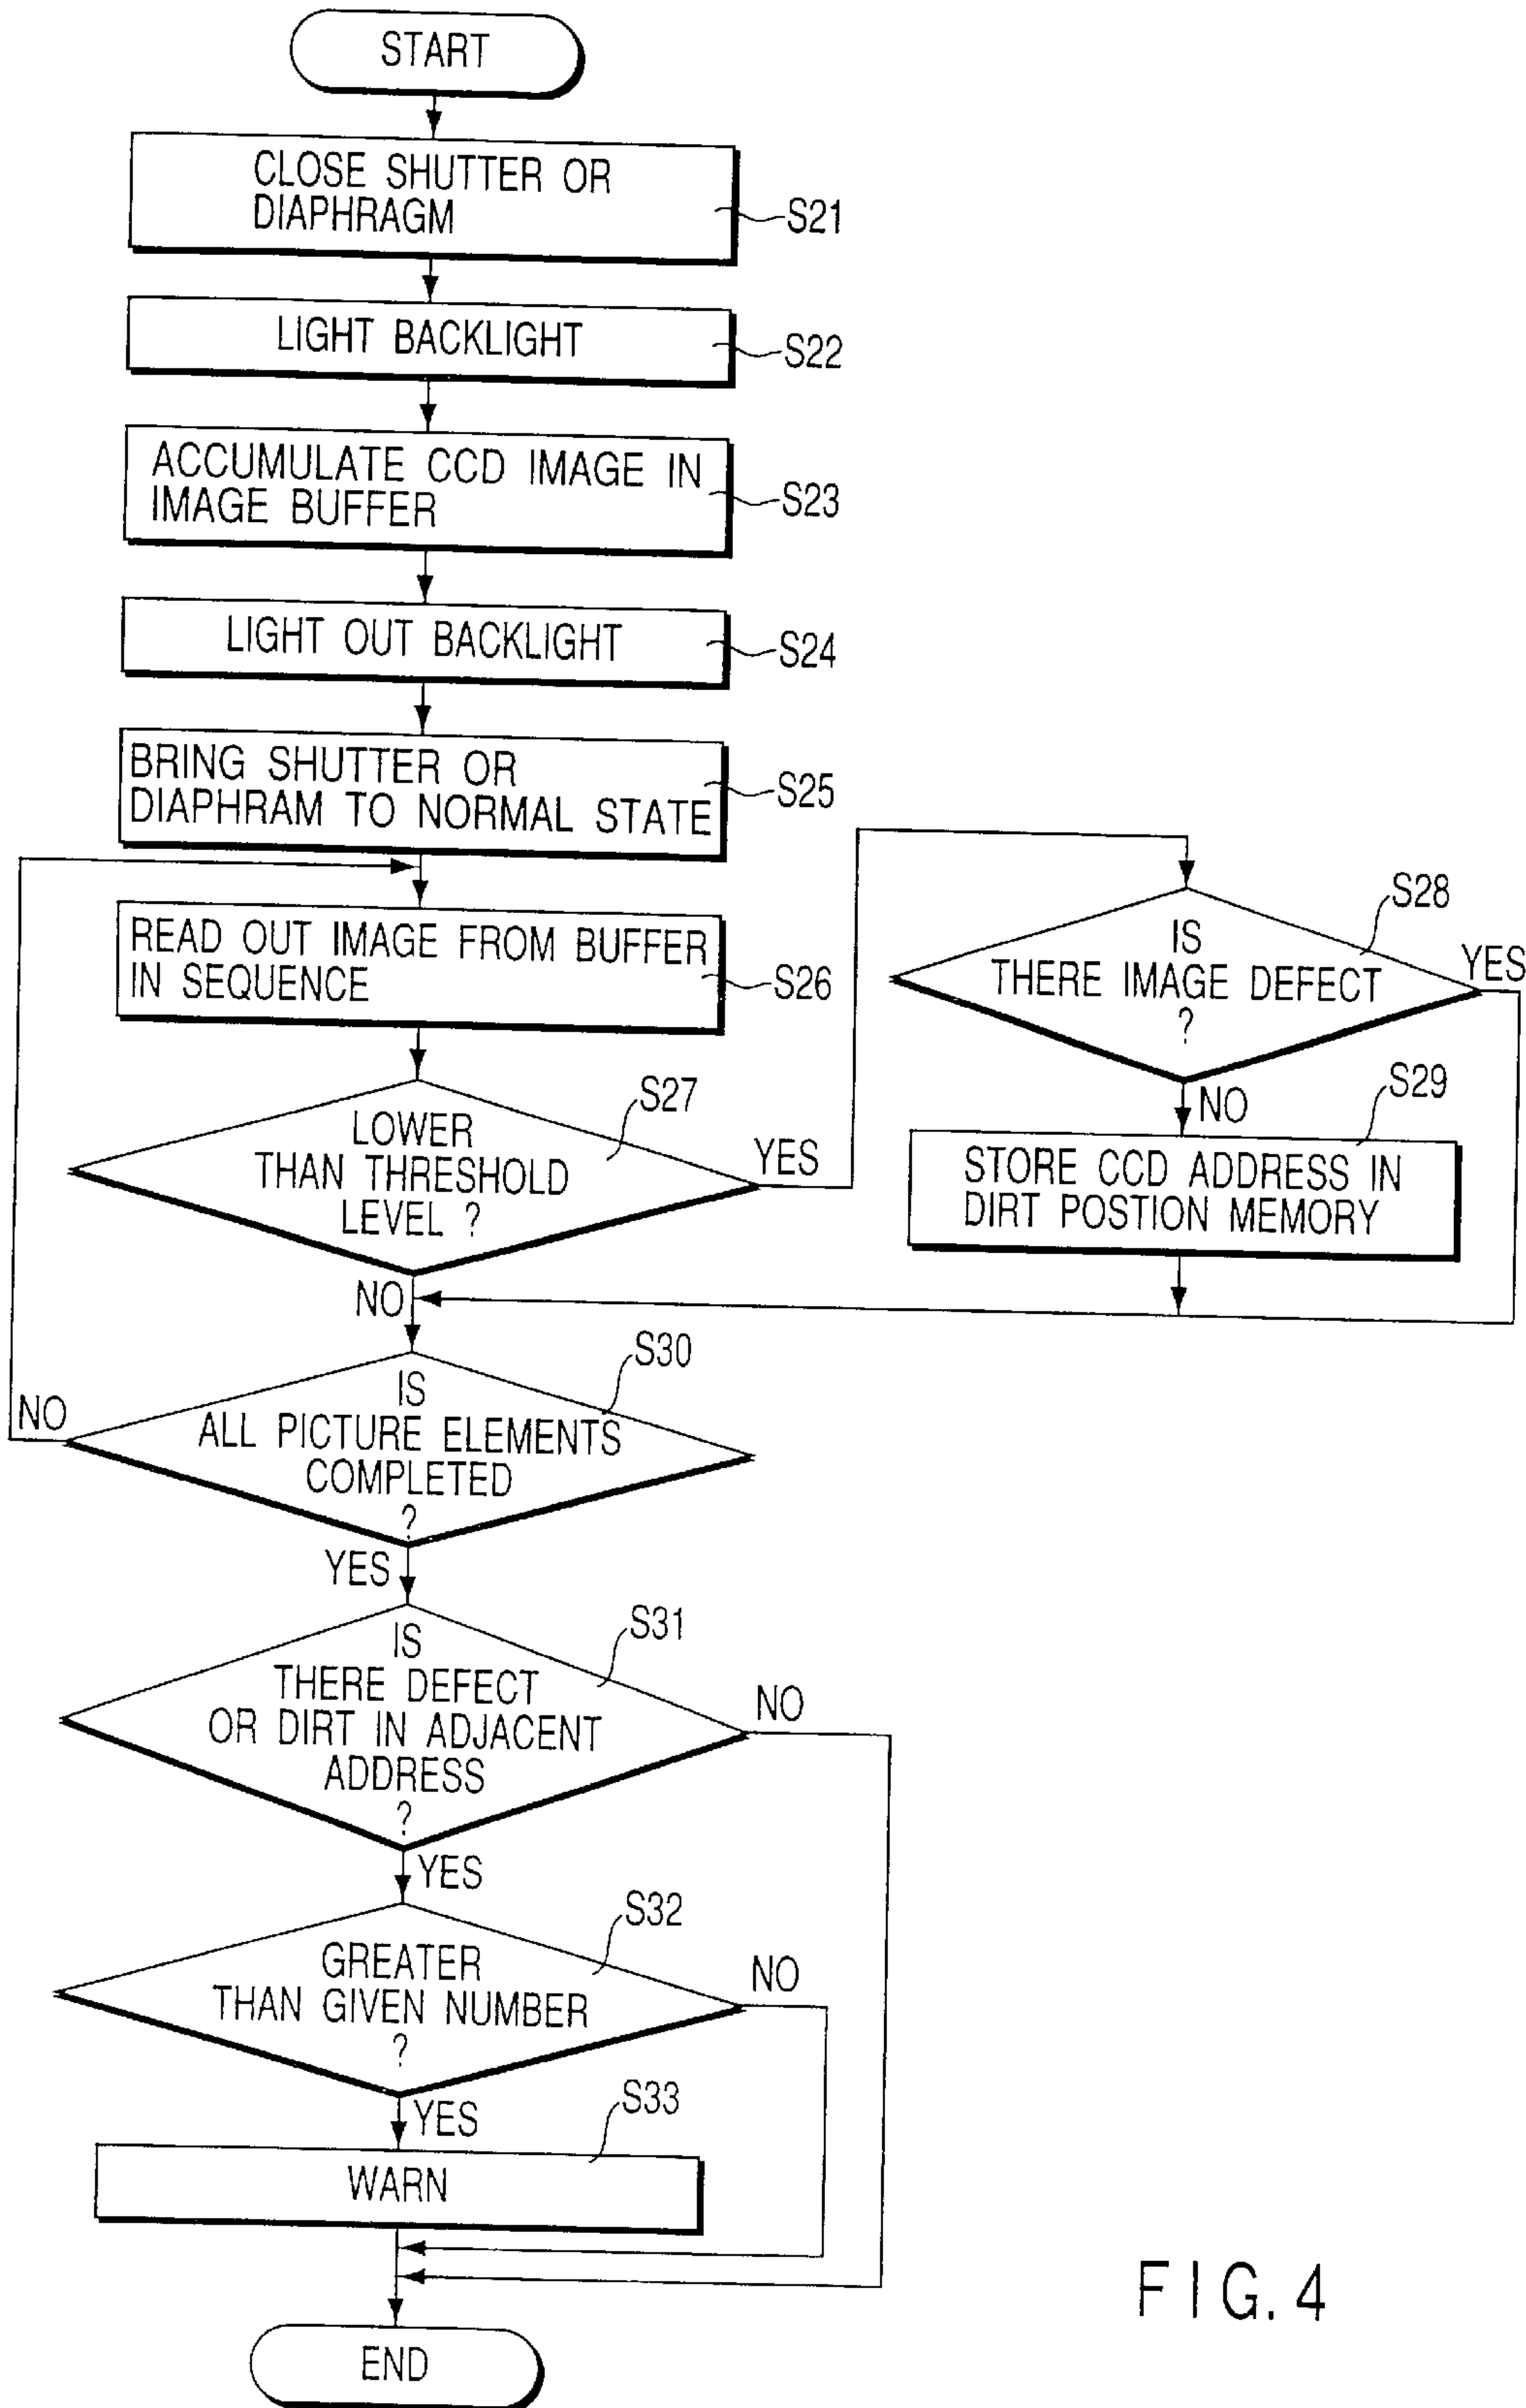 START
CLOSE SHUTTER OR
DIAPHRAGM
S21
LIGHT BACKLIGHT
S22
ACCUMULATE CCD IMAGE IN
IMAGE BUFFER
S23
LIGHT OUT BACKLIGHT
S24
BRING SHUTTER OR
DIAPHRAM TO NORMAL STATE
S25
READ OUT IMAGE FROM BUFFER
IN SEQUENCE
S26
LOWER
THAN THRESHOLD
LEVEL ?
S27
YES
NO
IS
THERE IMAGE DEFECT
?
S28
YES
NO
STORE CCD ADDRESS IN
DIRT POSTION MEMORY
S29
IS
ALL PICTURE ELEMENTS
COMPLETED
?
S30
NO
YES
IS
THERE DEFECT
OR DIRT IN ADJACENT
ADDRESS
?
S31
NO
YES
GREATER
THAN GIVEN NUMBER
?
S32
NO
YES
WARN
S33
END
FIG. 4